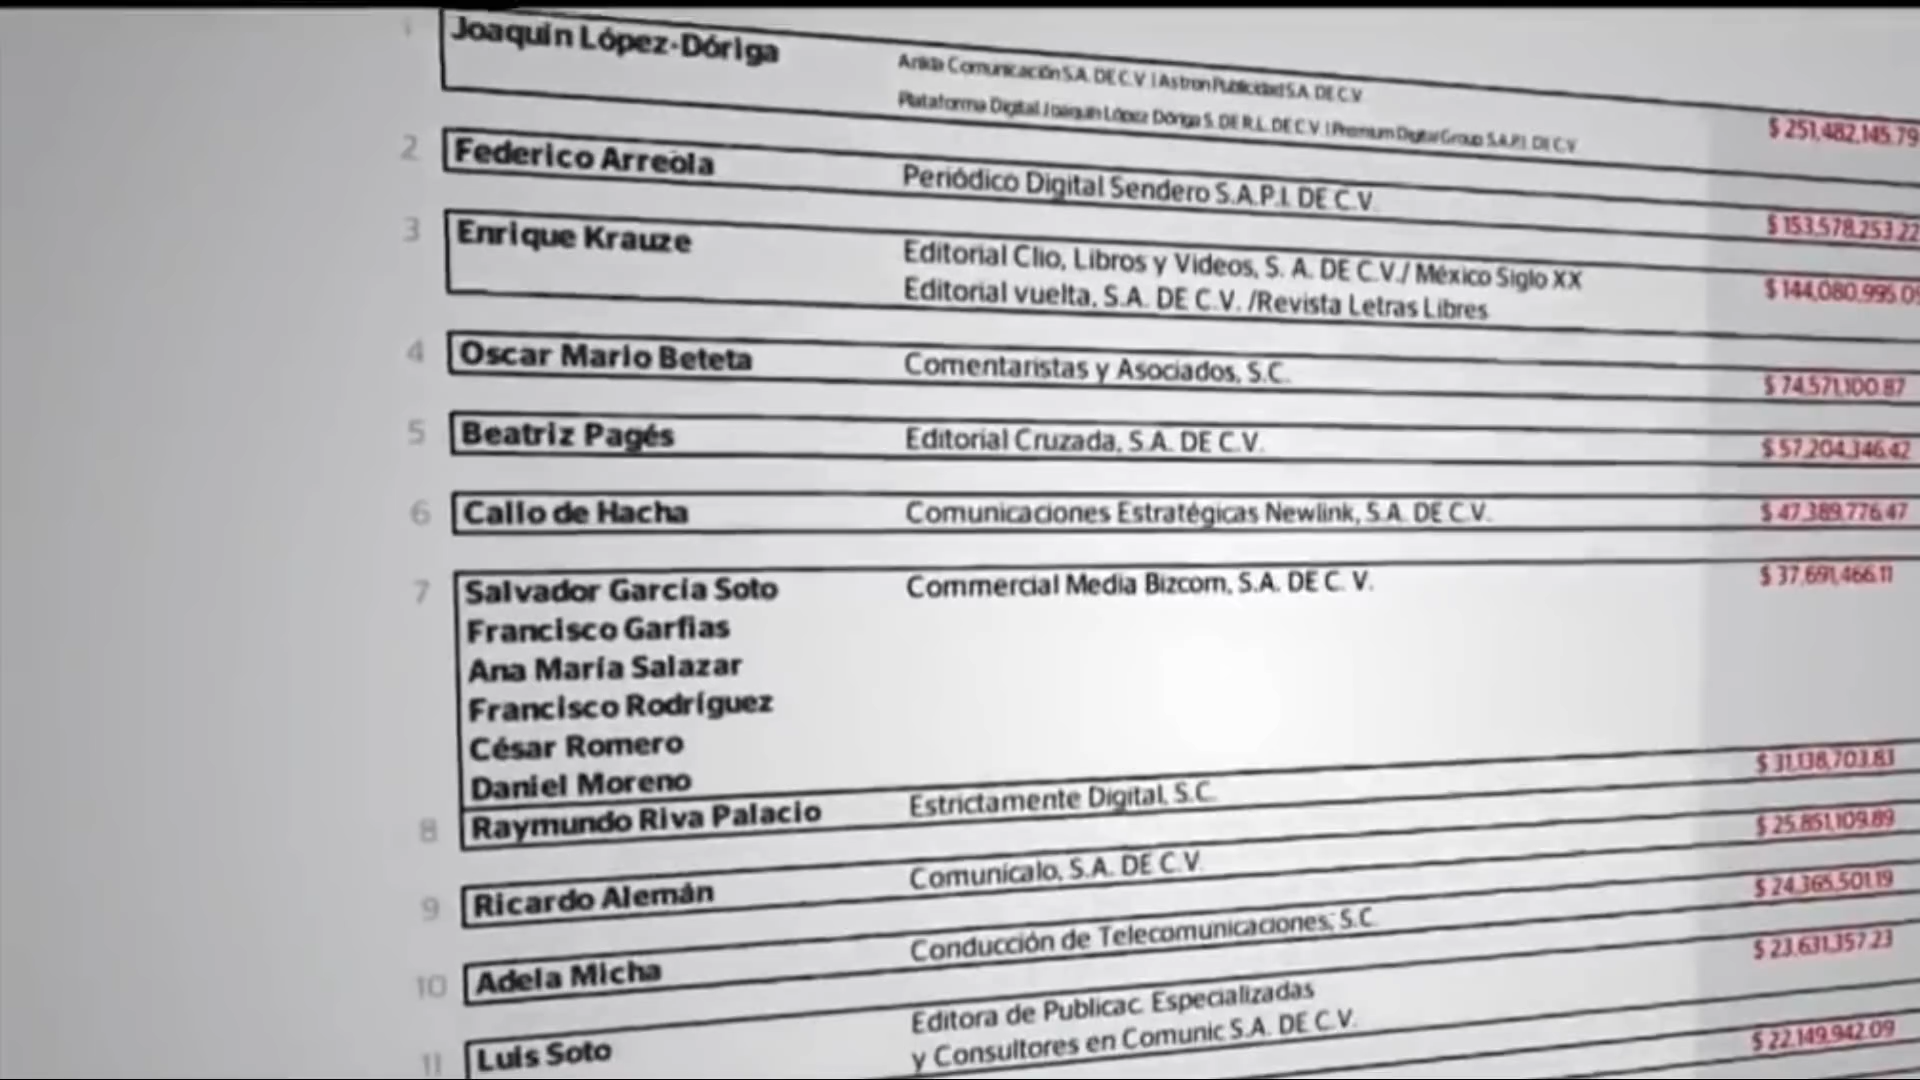 1 Joaquín López-Dóriga
Arilda Comunicación S.A. DE C.V. | Astron Publicidad S.A. DE C.V.
Plataforma Digital Joaquín López Dóriga S. DE R.L. DE C.V. | Premium Digital Group S.A.P.I. DE C.V. $ 251,482,145.79
2 Federico Arreola Periódico Digital Sendero S.A.P.I. DE C.V. $ 153,578,253.22
3 Enrique Krauze Editorial Clio, Libros y Videos, S. A. DE C.V./ México Siglo XX
Editorial vuelta, S.A. DE C.V. /Revista Letras Libres $ 144,080,995.09
4 Oscar Mario Beteta Comentaristas y Asociados, S.C. $ 74,571,100.87
5 Beatriz Pagés Editorial Cruzada, S.A. DE C.V. $ 57,204,346.42
6 Callo de Hacha Comunicaciones Estratégicas Newlink, S.A. DE C.V. $ 47,389,776.47
7 Salvador García Soto Commercial Media Bizcom, S.A. DE C. V. $ 37,691,466.11
Francisco Garfias
Ana María Salazar
Francisco Rodríguez
César Romero
Daniel Moreno
8 Raymundo Riva Palacio Estrictamente Digital, S.C. $ 31,138,703.83
9 Ricardo Alemán Comunícalo, S.A. DE C.V. $ 25,851,109.89
10 Adela Micha Conducción de Telecomunicaciones, S.C. $ 24,365,501.19
11 Luis Soto Editora de Publicac. Especializadas
y Consultores en Comunic S.A. DE C.V. $ 23,631,357.23
$ 22,149,942.09